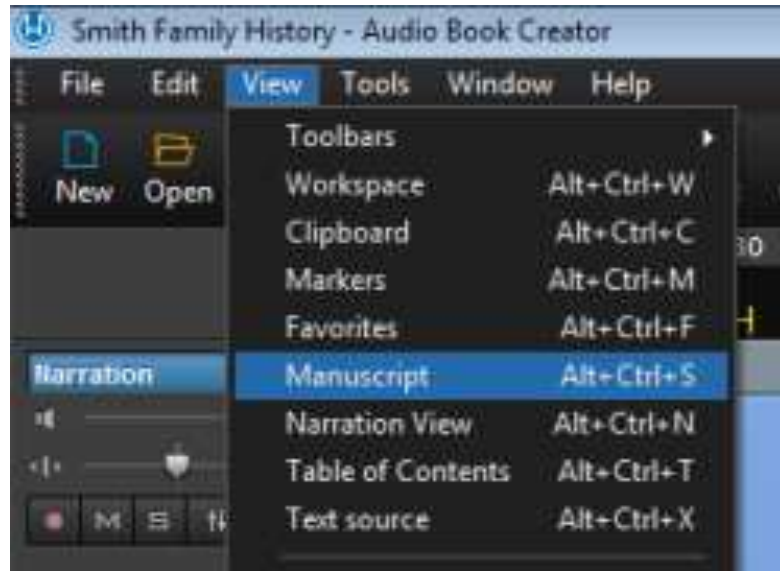 Smith Family History - Audio Book Creator
File Edit View Tools Window Help
New Open
Toolbars
Workspace Alt+Ctrl+W
Clipboard Alt+Ctrl+C
Markers Alt+Ctrl+M
Favorites Alt+Ctrl+F
Narration
Manuscript Alt+Ctrl+S
Narration View Alt+Ctrl+N
Table of Contents Alt+Ctrl+T
M S
Text source Alt+Ctrl+X